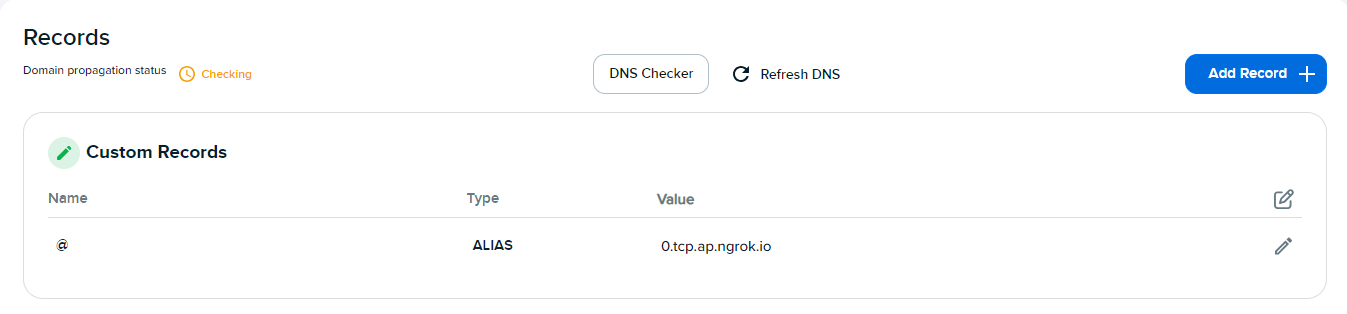 Records
Domain propagation status Checking
DNS Checker
Refresh DNS
Add Record
Custom Records
Name Type Value
@ ALIAS 0.tcp.ap.ngrok.io